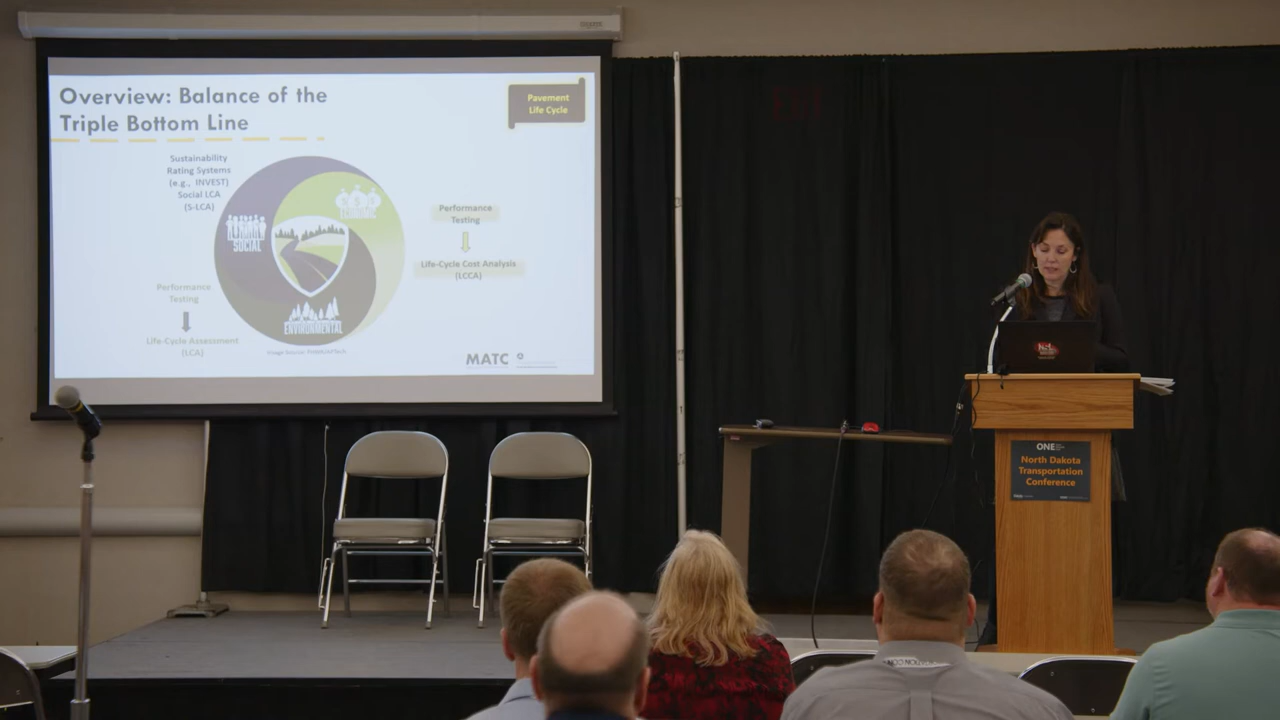 Overview: Balance of the
Triple Bottom Line
Pavement
Life Cycle
Sustainability
Rating Systems
(e.g., INVEST)
Social LCA
(S-LCA)
ECONOMIC
SOCIAL
ENVIRONMENTAL
Performance
Testing
Life-Cycle Cost Analysis
(LCCA)
Performance
Testing
Life-Cycle Assessment
(LCA)
Image Source:
MATC
ONE
North Dakota
Transportation
Conference